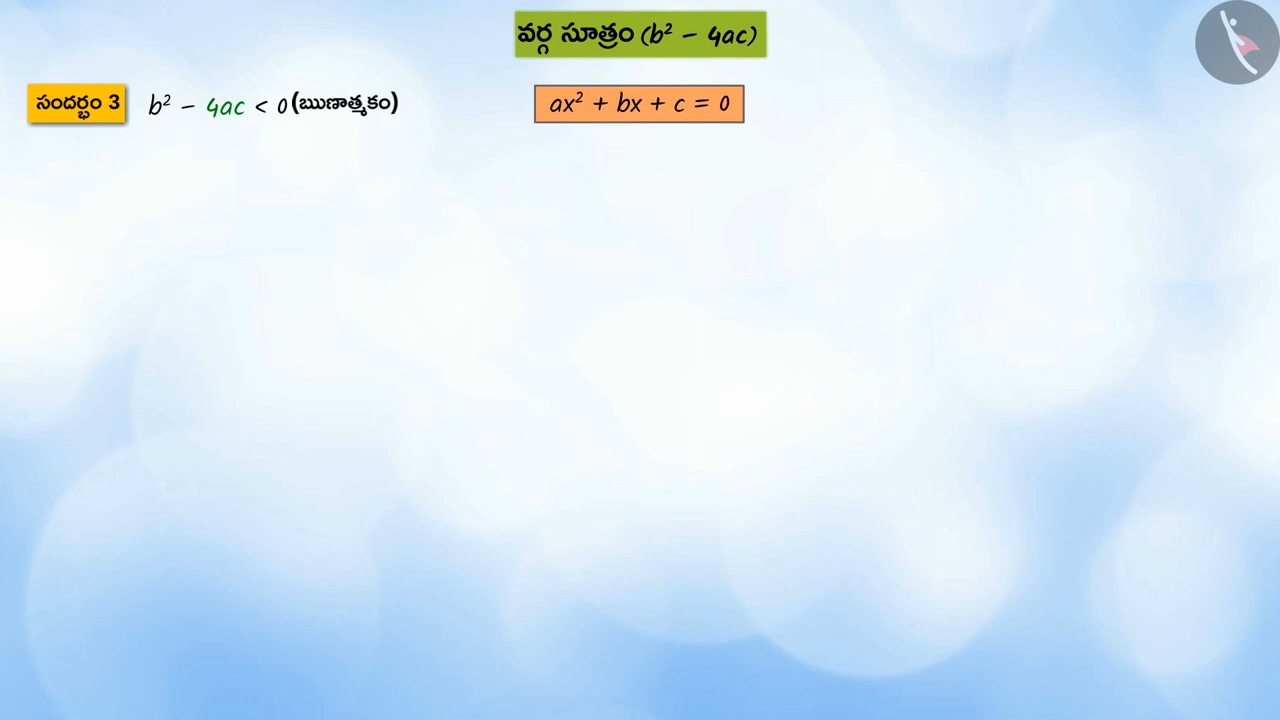 వర్గ సూత్రం (b² − 4ac)
సందర్భం 3 b² − 4ac < 0 (ఋణాత్మకం) ax² + bx + c = 0